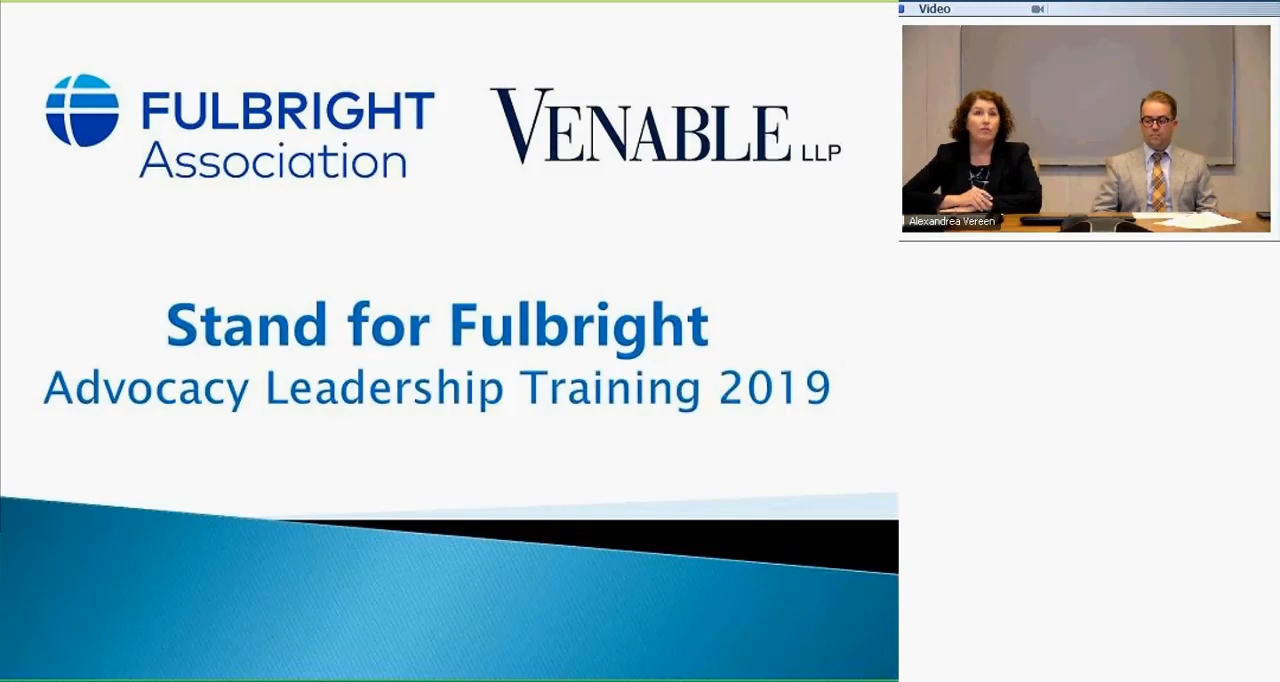 FULBRIGHT
Association
VENABLE LLP
Stand for Fulbright
Advocacy Leadership Training 2019
Video
Alexandrea Vereen